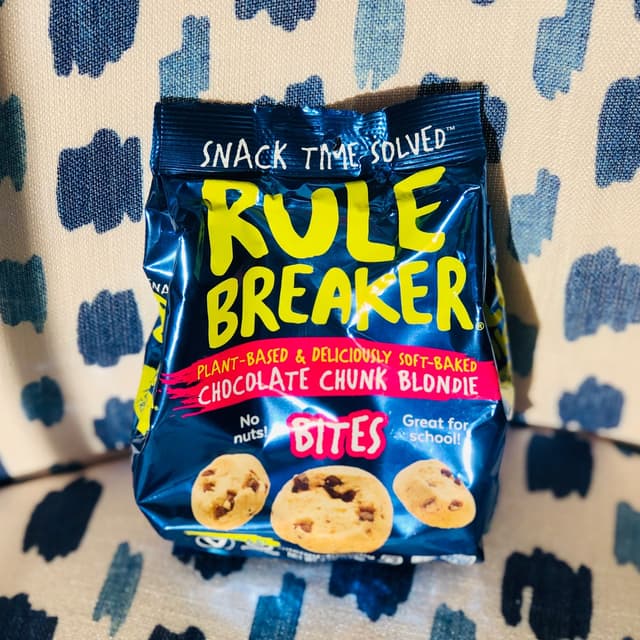 SNACK TIME SOLVED™
RULE
BREAKER®
PLANT-BASED & DELICIOUSLY SOFT-BAKED
CHOCOLATE CHUNK BLONDIE
No
nuts!
BITES
Great for
school!
SNA